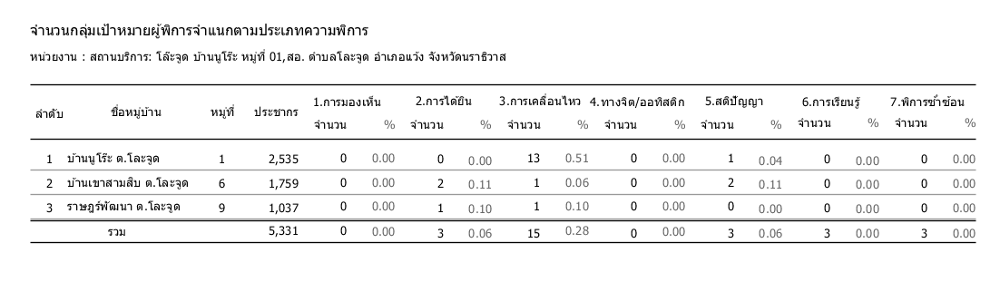 จำนวนกลุ่มเป้าหมายผู้พิการจำแนกตามประเภทความพิการ
หน่วยงาน : สถานบริการ: โล๊ะจูด บ้านนูโร๊ะ หมู่ที่ 01,สอ. ตำบลโละจูด อำเภอแว้ง จังหวัดนราธิวาส
ลำดับ ชื่อหมู่บ้าน หมู่ที่ ประชากร 1.การมองเห็น 2.การได้ยิน 3.การเคลื่อนไหว 4.ทางจิต/ออทิสติก 5.สติปัญญา 6.การเรียนรู้ 7.พิการซ้ำซ้อน
จำนวน % จำนวน % จำนวน % จำนวน % จำนวน % จำนวน % จำนวน %
1 บ้านนูโร๊ะ ต.โละจูด 1 2,535 0 0.00 0 0.00 13 0.51 0 0.00 1 0.04 0 0.00 0 0.00
2 บ้านเขาสามสิบ ต.โละจูด 6 1,759 0 0.00 2 0.11 1 0.06 0 0.00 2 0.11 0 0.00 0 0.00
3 ราษฎร์พัฒนา ต.โละจูด 9 1,037 0 0.00 1 0.10 1 0.10 0 0.00 0 0.00 0 0.00 0 0.00
รวม 5,331 0 0.00 3 0.06 15 0.28 0 0.00 3 0.06 3 0.00 3 0.00